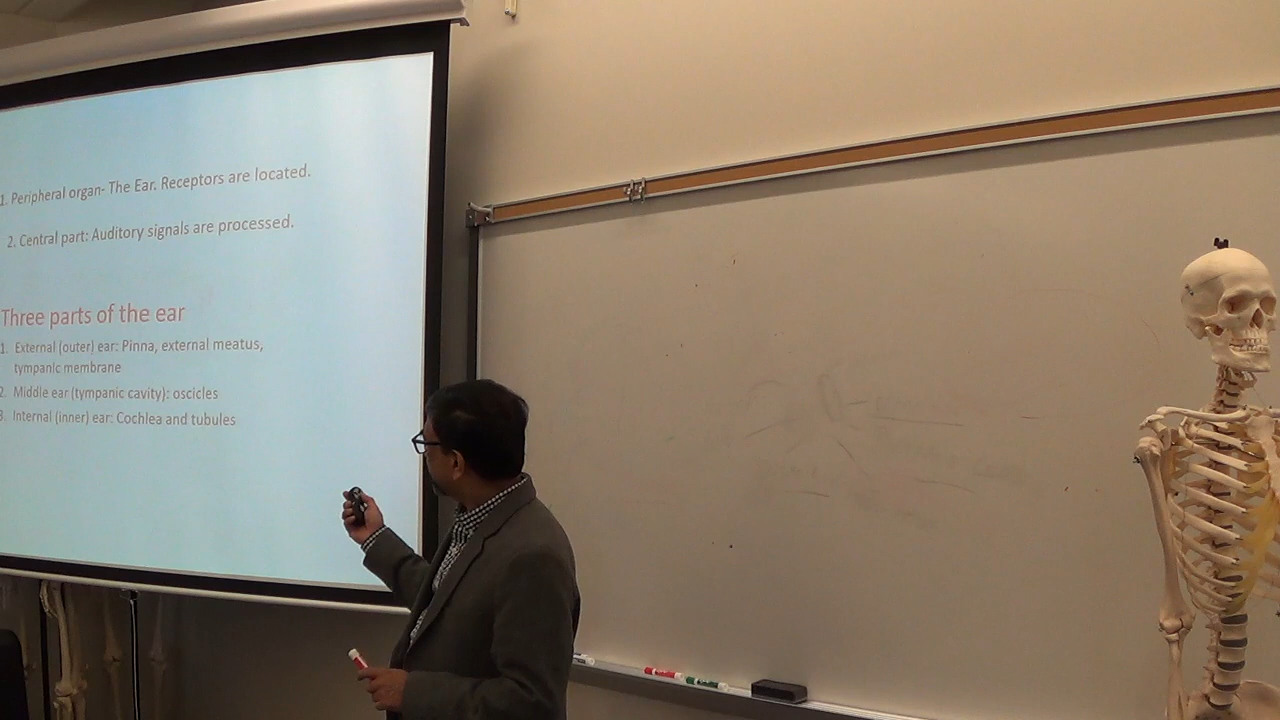 1. Peripheral organ- The Ear. Receptors are located.
2. Central part: Auditory signals are processed.
Three parts of the ear
1. External (outer) ear: Pinna, external meatus,
tympanic membrane
2. Middle ear (tympanic cavity): oscicles
3. Internal (inner) ear: Cochlea and tubules